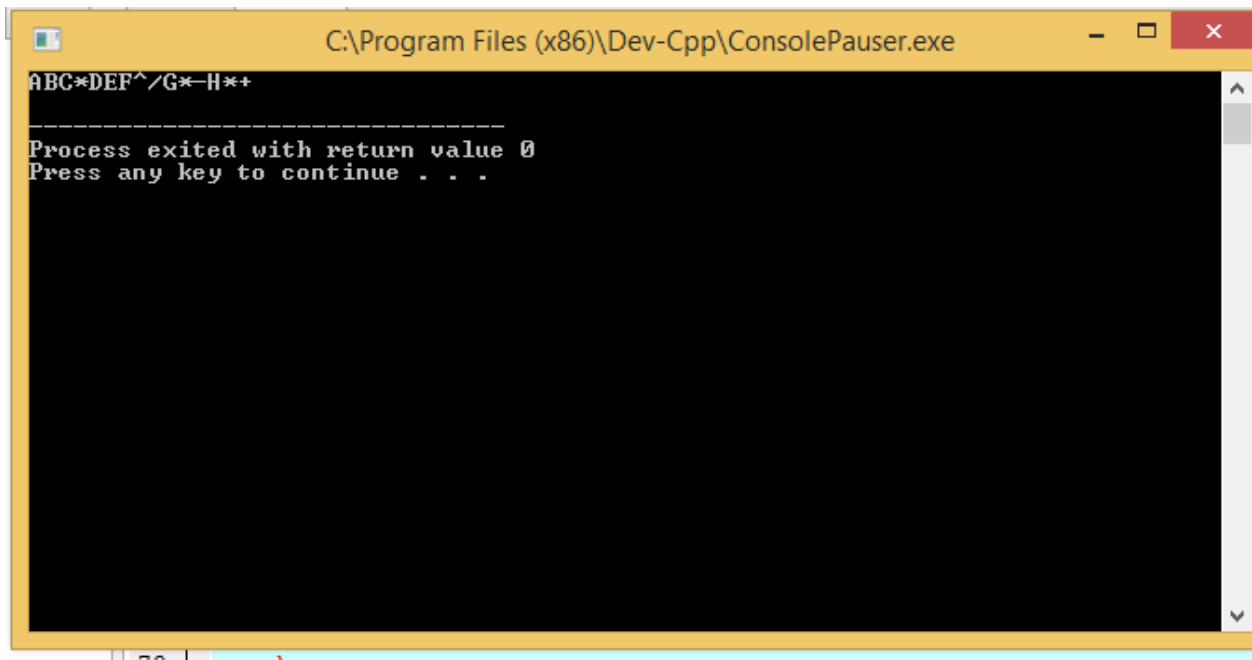 C:\Program Files (x86)\Dev-Cpp\ConsolePauser.exe
ABC*DEF^/G*-H*+
--------------------------------
Process exited with return value 0
Press any key to continue . . .